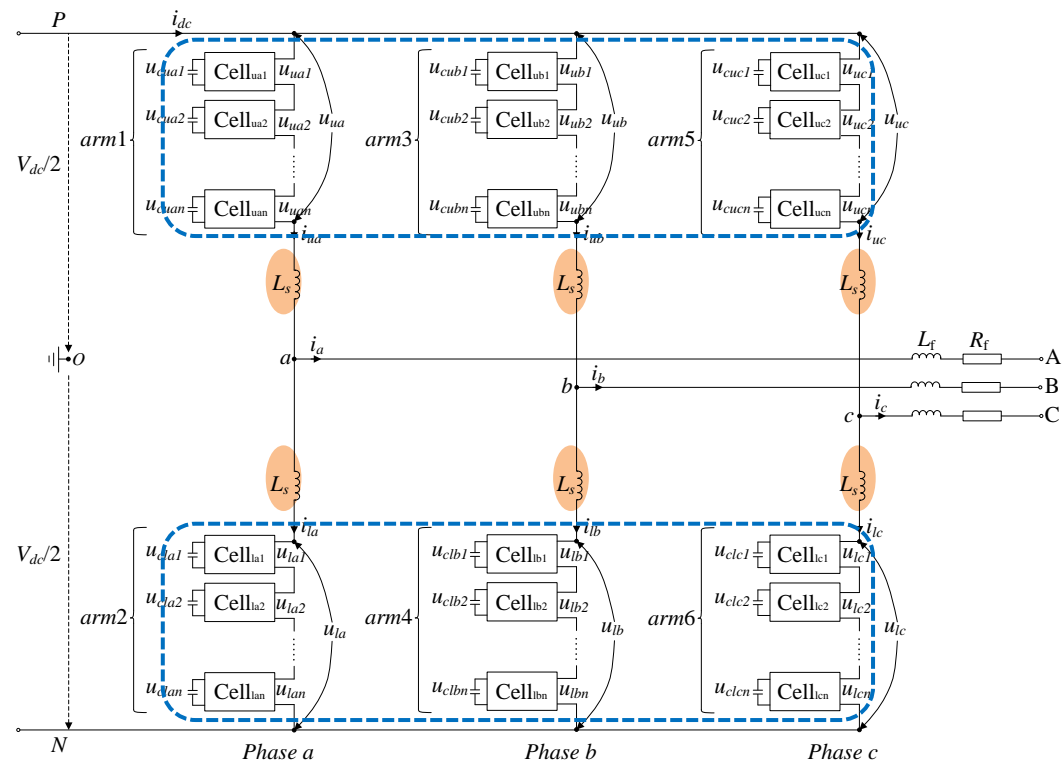 P i_dc
u_cua1 Cell_ua1 u_ua1 u_cub1 Cell_ub1 u_ub1 u_cuc1 Cell_uc1 u_uc1
u_cua2 Cell_ua2 u_ua2 u_ua u_cub2 Cell_ub2 u_ub2 u_ub u_cuc2 Cell_uc2 u_uc2 u_uc
arm1 arm3 arm5
V_dc/2
u_cuan Cell_uan u_uan u_cubn Cell_ubn u_ubn u_cucn Cell_ucn u_ucn
i_ua i_ub i_uc
L_s L_s L_s
L_f R_f
O a i_a A
b i_b B
c i_c C
L_s L_s L_s
i_la i_lb i_lc
V_dc/2 u_cla1 Cell_la1 u_la1 u_clb1 Cell_lb1 u_lb1 u_clc1 Cell_lc1 u_lc1
u_cla2 Cell_la2 u_la2 u_clb2 Cell_lb2 u_lb2 u_clc2 Cell_lc2 u_lc2
arm2 u_la arm4 u_lb arm6 u_lc
u_clan Cell_lan u_lan u_clbn Cell_lbn u_lbn u_clcn Cell_lcn u_lcn
N Phase a Phase b Phase c